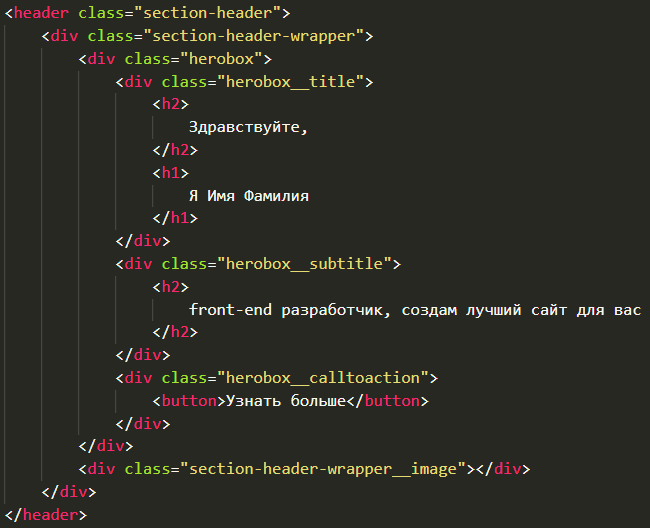 <header class="section-header">
<div class="section-header-wrapper">
<div class="herobox">
<div class="herobox__title">
<h2>
Здравствуйте,
</h2>
<h1>
Я Имя Фамилия
</h1>
</div>
<div class="herobox__subtitle">
<h2>
front-end разработчик, создам лучший сайт для вас
</h2>
</div>
<div class="herobox__calltoaction">
<button>Узнать больше</button>
</div>
</div>
<div class="section-header-wrapper__image"></div>
</div>
</header>